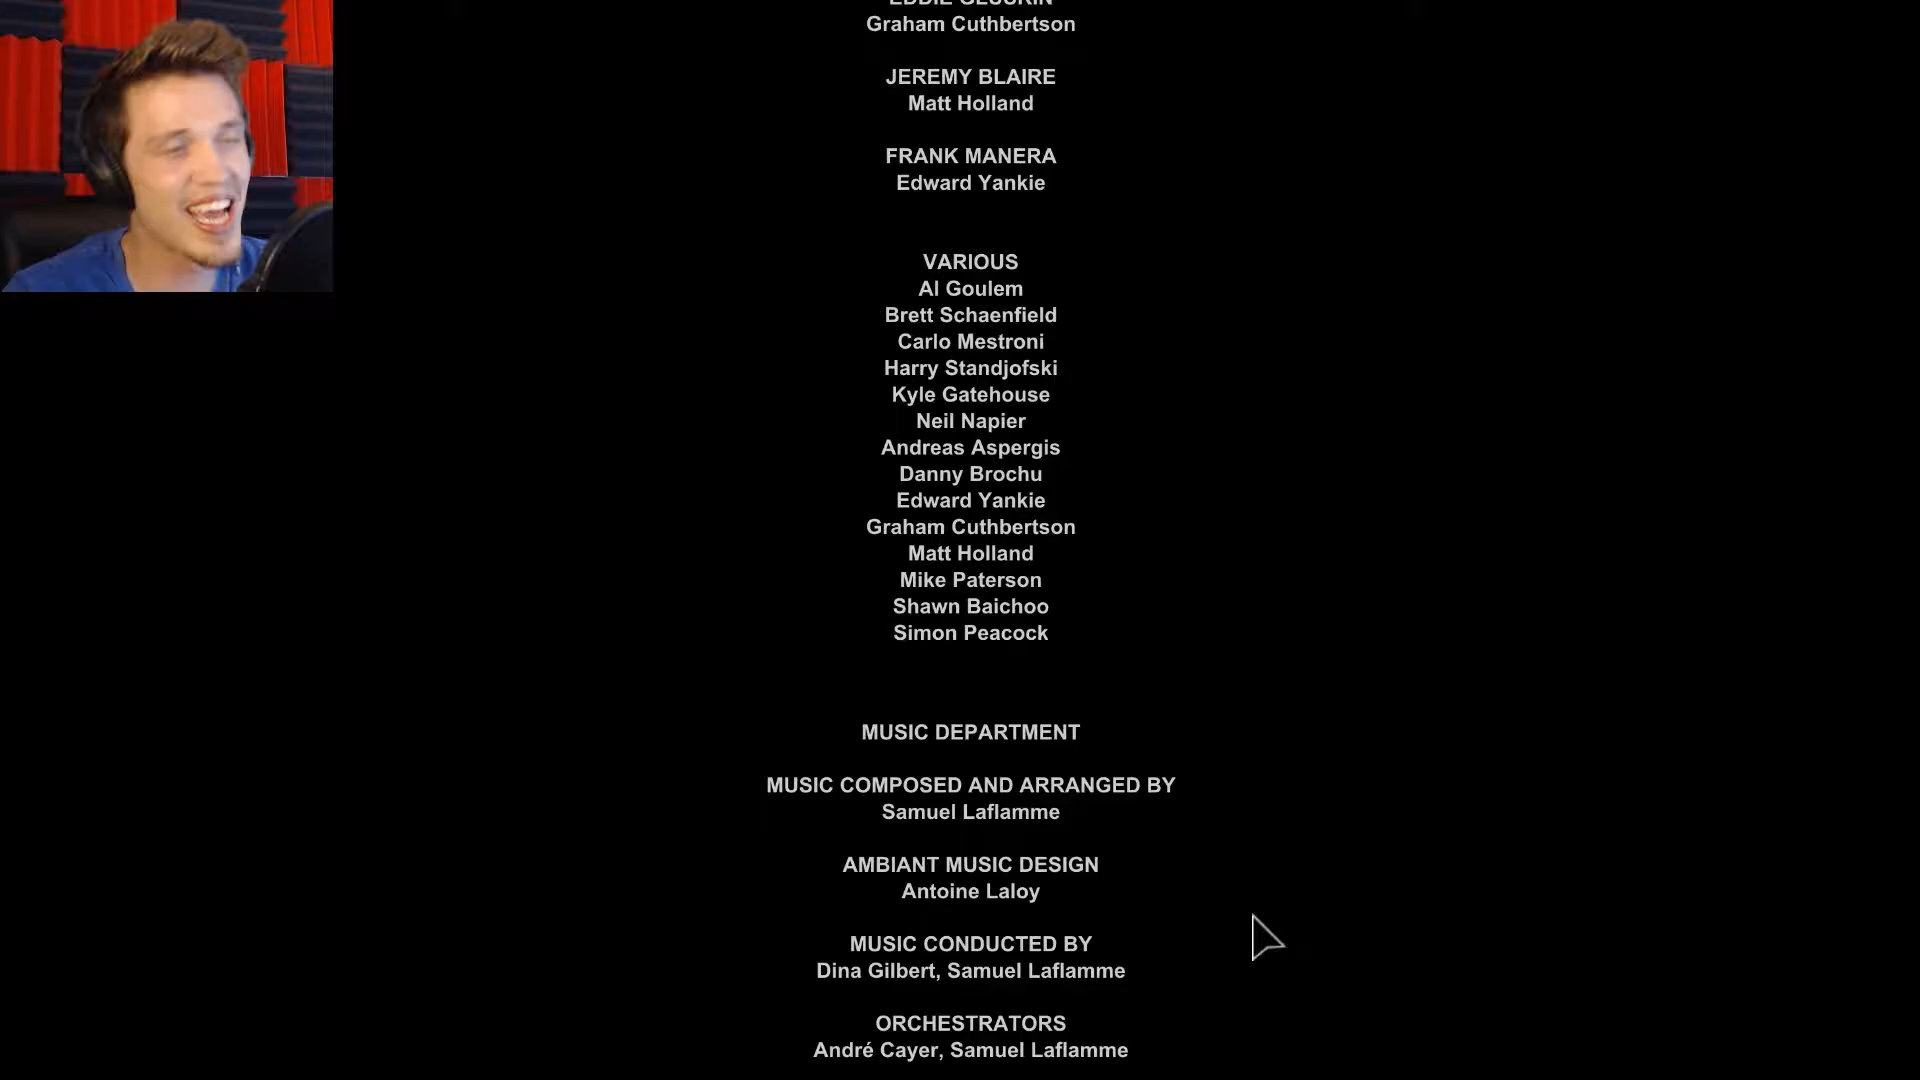 EDDIE GLUSKIN
Graham Cuthbertson
JEREMY BLAIRE
Matt Holland
FRANK MANERA
Edward Yankie
VARIOUS
Al Goulem
Brett Schaenfield
Carlo Mestroni
Harry Standjofski
Kyle Gatehouse
Neil Napier
Andreas Aspergis
Danny Brochu
Edward Yankie
Graham Cuthbertson
Matt Holland
Mike Paterson
Shawn Baichoo
Simon Peacock
MUSIC DEPARTMENT
MUSIC COMPOSED AND ARRANGED BY
Samuel Laflamme
AMBIANT MUSIC DESIGN
Antoine Laloy
MUSIC CONDUCTED BY
Dina Gilbert, Samuel Laflamme
ORCHESTRATORS
André Cayer, Samuel Laflamme